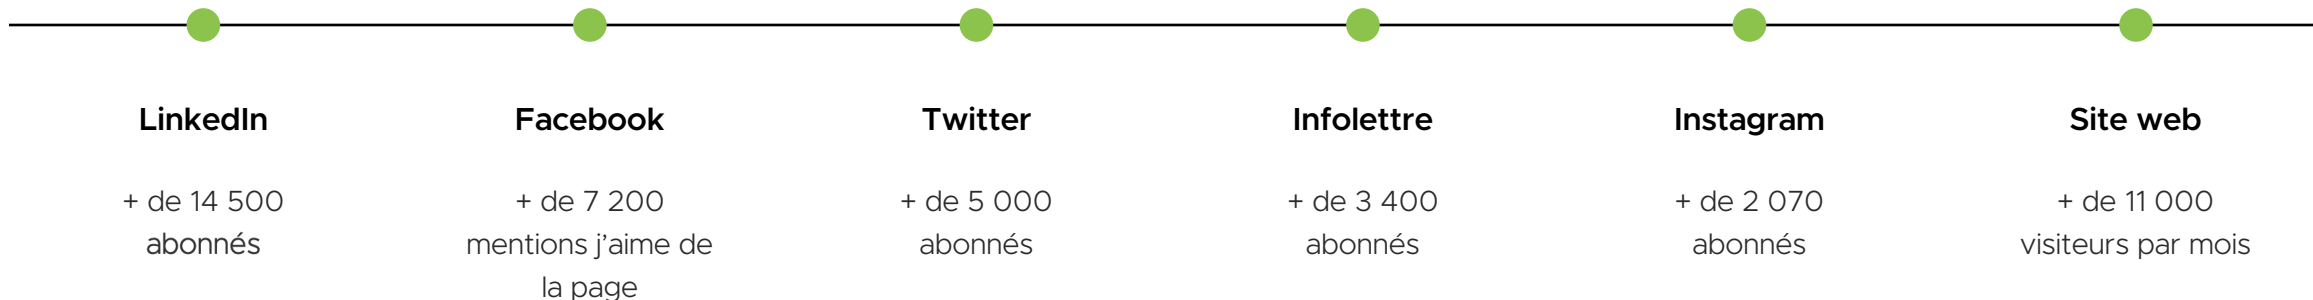 LinkedIn
+ de 14 500
abonnés
Facebook
+ de 7 200
mentions j'aime de
la page
Twitter
+ de 5 000
abonnés
Infolettre
+ de 3 400
abonnés
Instagram
+ de 2 070
abonnés
Site web
+ de 11 000
visiteurs par mois